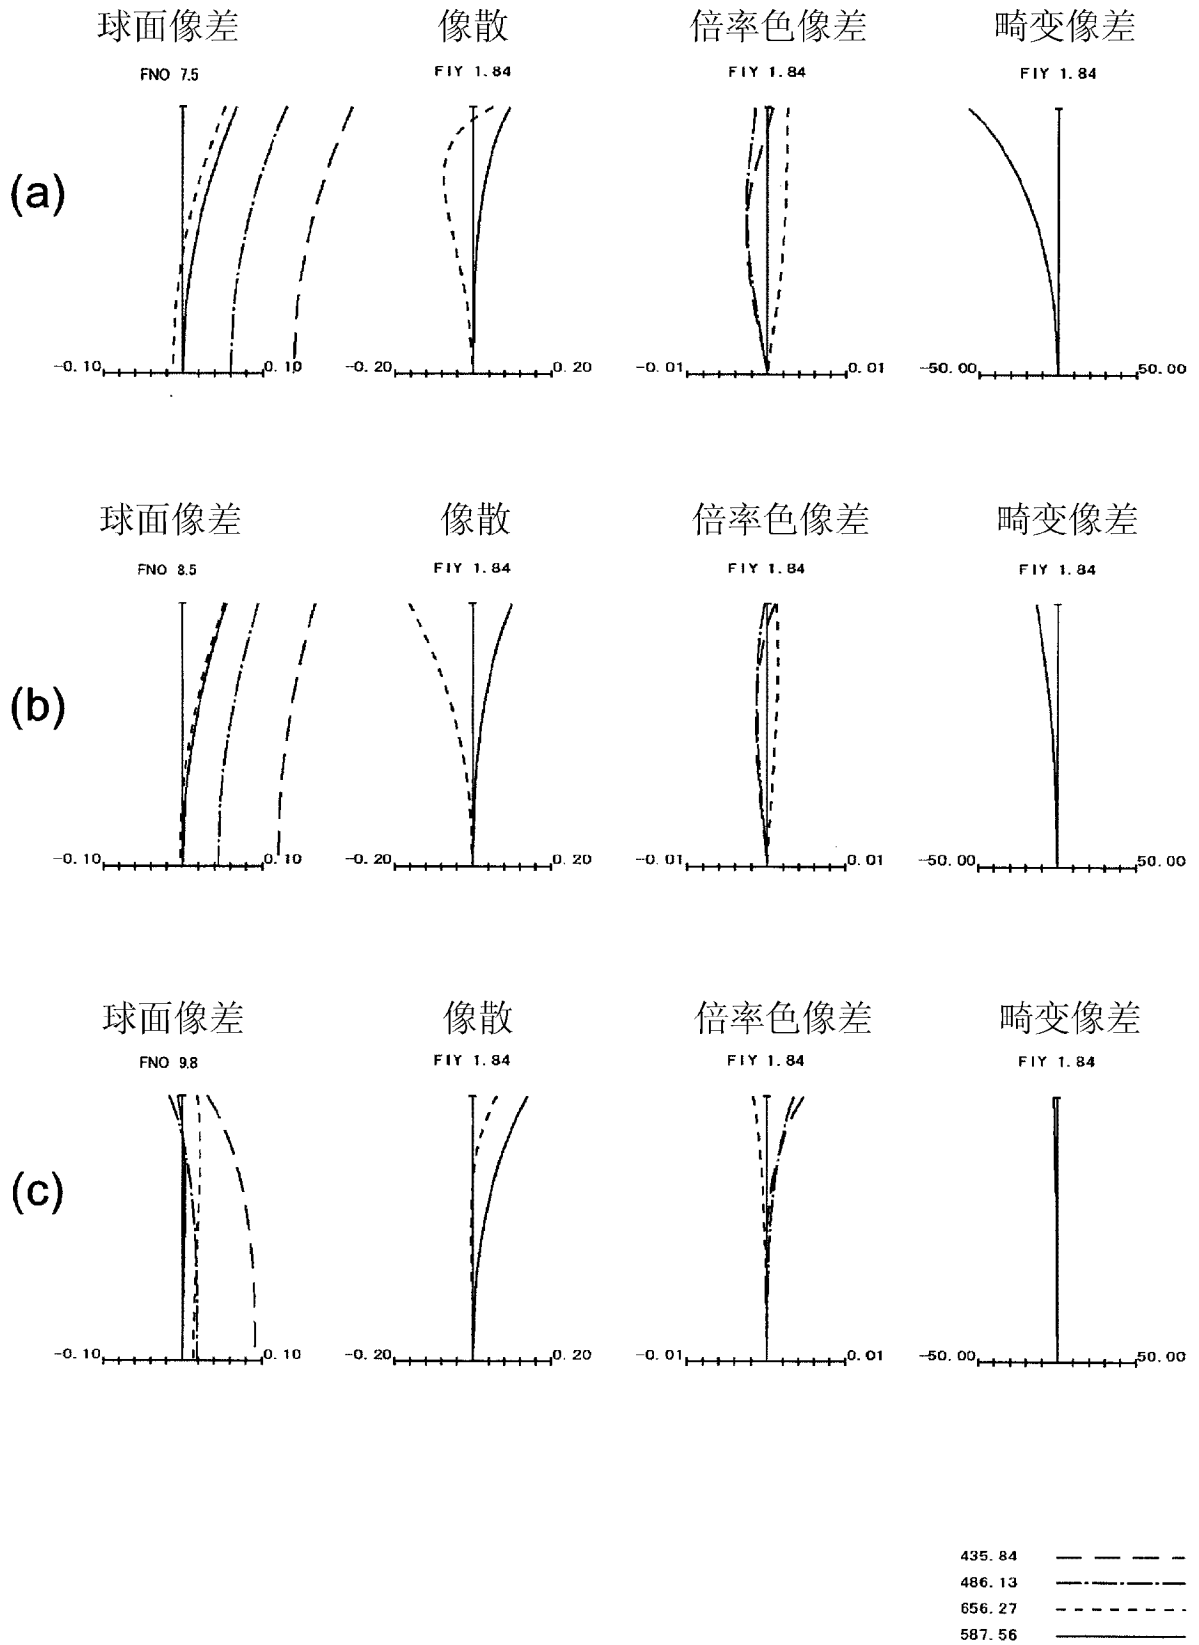 球面像差 像散 倍率色像差 畸变像差
FNO 7.5 FIY 1.84 FIY 1.84 FIY 1.84
(a)
-0.10 0.10 -0.20 0.20 -0.01 0.01 -50.00 50.00
球面像差 像散 倍率色像差 畸变像差
FNO 8.5 FIY 1.84 FIY 1.84 FIY 1.84
(b)
-0.10 0.10 -0.20 0.20 -0.01 0.01 -50.00 50.00
球面像差 像散 倍率色像差 畸变像差
FNO 9.8 FIY 1.84 FIY 1.84 FIY 1.84
(c)
-0.10 0.10 -0.20 0.20 -0.01 0.01 -50.00 50.00
435.84
486.13
656.27
587.56